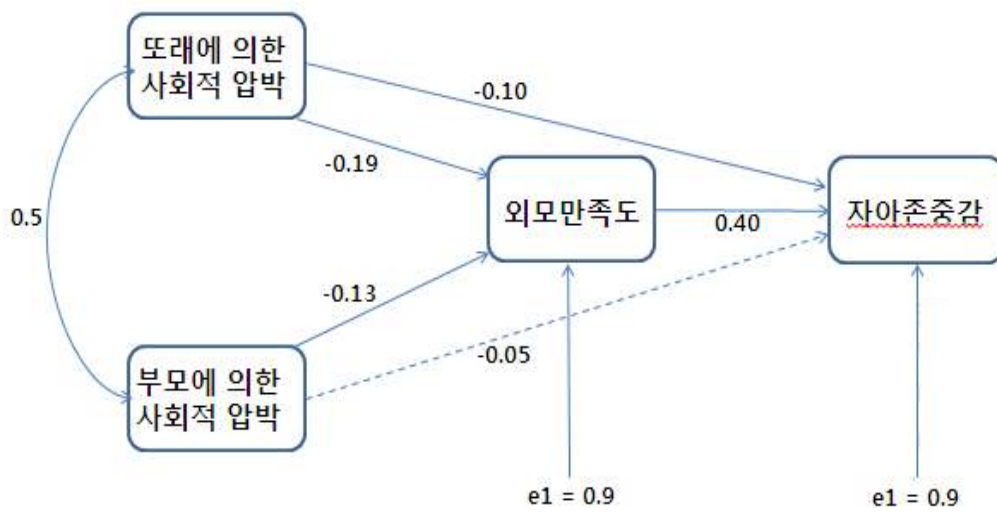 또래에 의한
사회적 압박
-0.10
-0.19
0.5
외모만족도
0.40
자아존중감
-0.13
-0.05
부모에 의한
사회적 압박
e1 = 0.9
e1 = 0.9